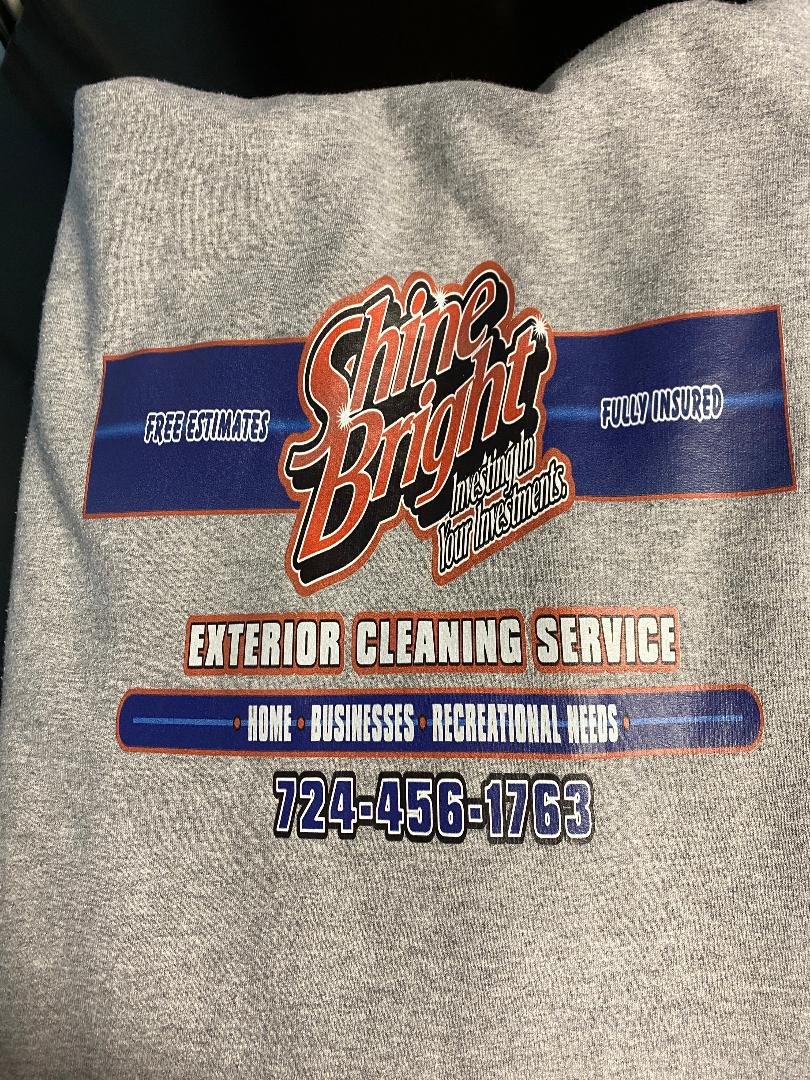 Shine
Bright
FREE ESTIMATES
FULLY INSURED
Investing in
Your Investments.
EXTERIOR CLEANING SERVICE
HOME • BUSINESSES • RECREATIONAL NEEDS •
724-456-1763